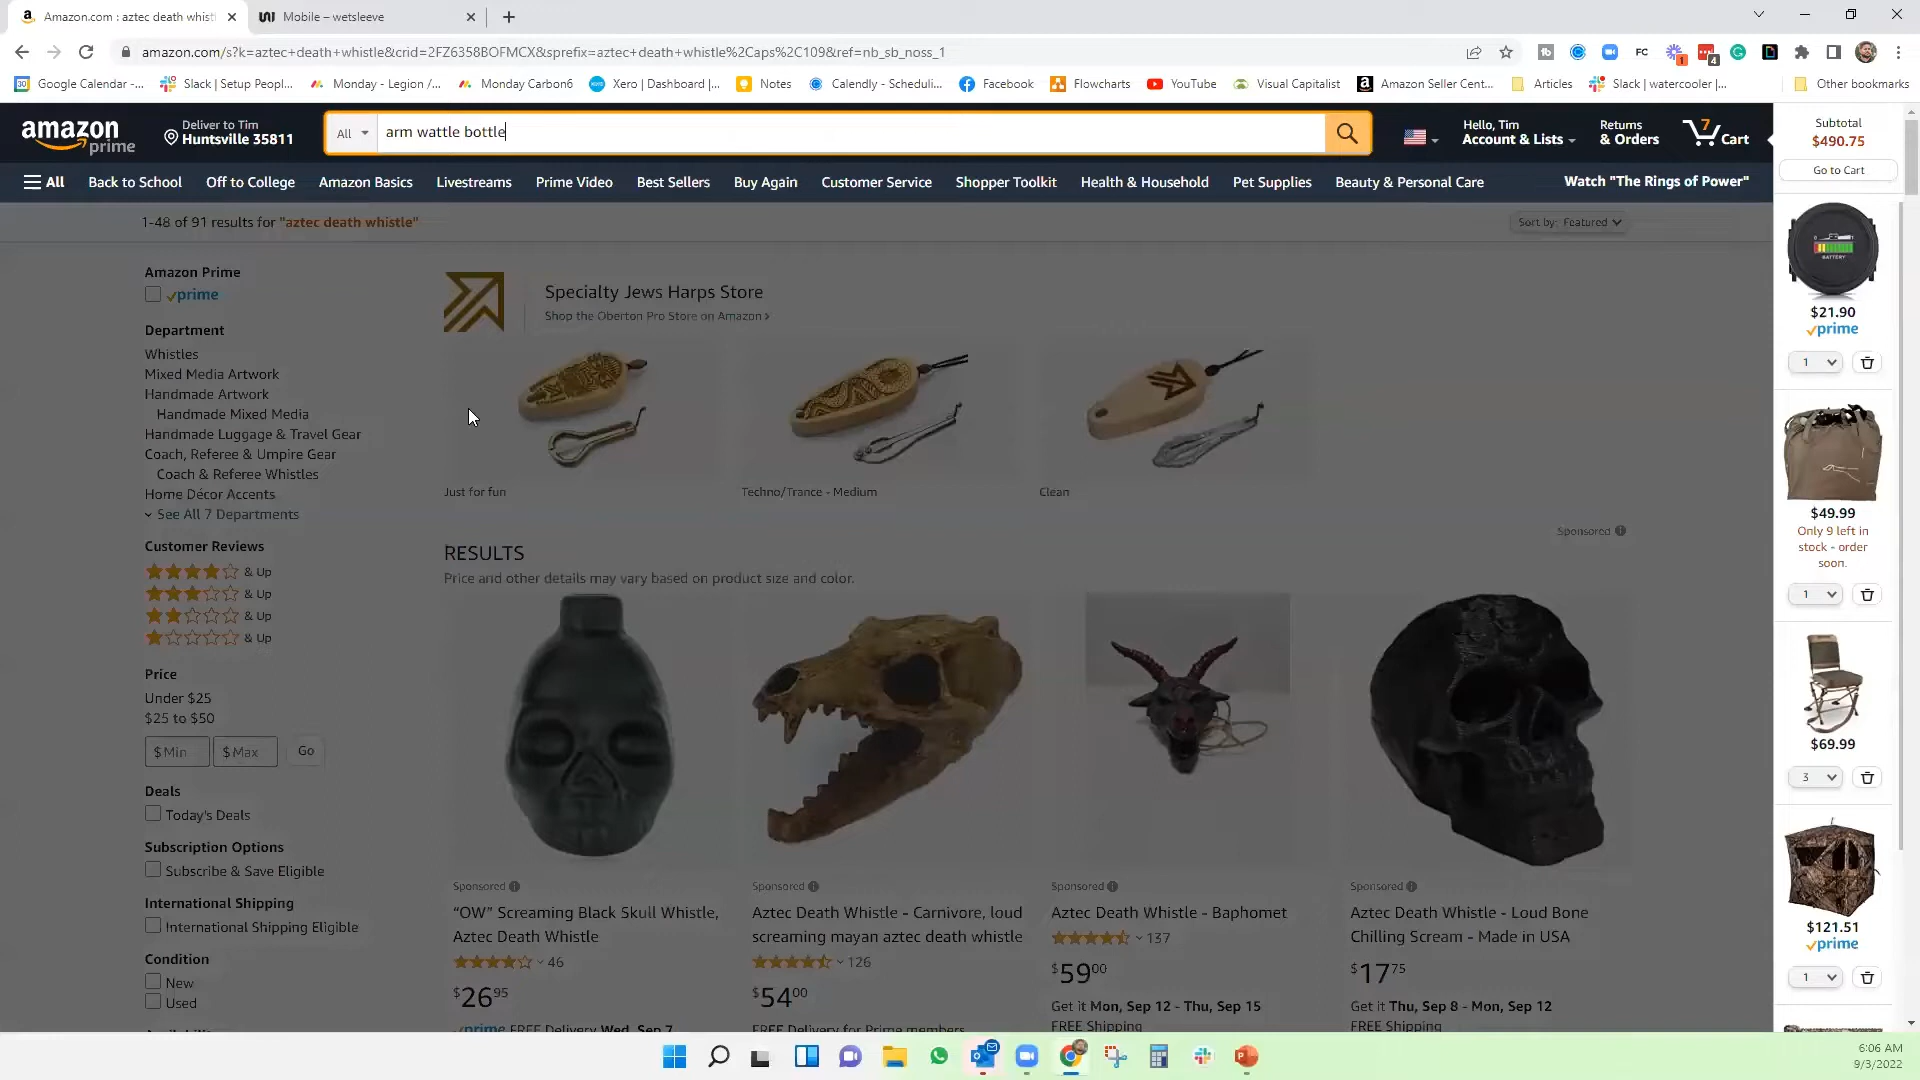 Amazon.com : aztec death whistl
Mobile – wetsleeve
amazon.com/s?k=aztec+death+whistle&crid=2FZ6358BOFMCX&sprefix=aztec+death+whistle%2Caps%2C109&ref=nb_sb_noss_1
Google Calendar -...
Slack | Setup Peopl...
Monday - Legion /...
Monday Carbon6
Xero | Dashboard |...
Notes
Calendly - Scheduli...
Facebook
Flowcharts
YouTube
Visual Capitalist
Amazon Seller Cent...
Articles
Slack | watercooler |...
Other bookmarks
amazon prime
Deliver to Tim
Huntsville 35811
All
arm wattle bottle
Hello, Tim
Account & Lists
Returns
& Orders
7
Cart
Subtotal
$490.75
Go to Cart
All
Back to School
Off to College
Amazon Basics
Livestreams
Prime Video
Best Sellers
Buy Again
Customer Service
Shopper Toolkit
Health & Household
Pet Supplies
Beauty & Personal Care
Watch "The Rings of Power"
1-48 of 91 results for "aztec death whistle"
Sort by: Featured
Amazon Prime
prime
Department
Whistles
Mixed Media Artwork
Handmade Artwork
Handmade Mixed Media
Handmade Luggage & Travel Gear
Coach, Referee & Umpire Gear
Coach & Referee Whistles
Home Décor Accents
See All 7 Departments
Customer Reviews
& Up
& Up
& Up
& Up
Price
Under $25
$25 to $50
$ Min
$ Max
Go
Deals
Today's Deals
Subscription Options
Subscribe & Save Eligible
International Shipping
International Shipping Eligible
Condition
New
Used
Specialty Jews Harps Store
Shop the Oberton Pro Store on Amazon ›
Just for fun
Techno/Trance - Medium
Clean
Sponsored
RESULTS
Price and other details may vary based on product size and color.
Sponsored
“OW” Screaming Black Skull Whistle,
Aztec Death Whistle
46
$26 95
prime FREE Delivery Wed, Sep 7
Sponsored
Aztec Death Whistle - Carnivore, loud
screaming mayan aztec death whistle
126
$54 00
FREE Delivery for Prime members
Sponsored
Aztec Death Whistle - Baphomet
137
$59 00
Get it Mon, Sep 12 - Thu, Sep 15
FREE Shipping
Sponsored
Aztec Death Whistle - Loud Bone
Chilling Scream - Made in USA
$17 75
Get it Thu, Sep 8 - Mon, Sep 12
FREE Shipping
BATTERY
$21.90
prime
1
$49.99
Only 9 left in
stock - order
soon.
1
$69.99
3
$121.51
prime
1
6:06 AM
9/3/2022